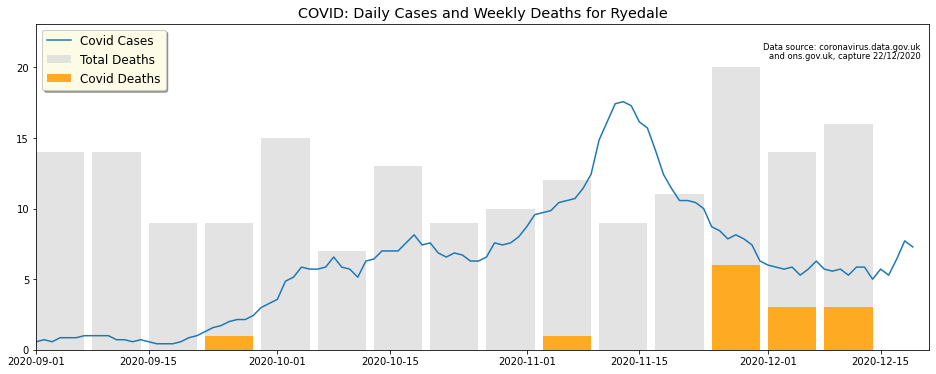 COVID: Daily Cases and Weekly Deaths for Ryedale
Covid Cases
Total Deaths
Covid Deaths
Data source: coronavirus.data.gov.uk
and ons.gov.uk, capture 22/12/2020
20
15
10
5
0
2020-09-01
2020-09-15
2020-10-01
2020-10-15
2020-11-01
2020-11-15
2020-12-01
2020-12-15